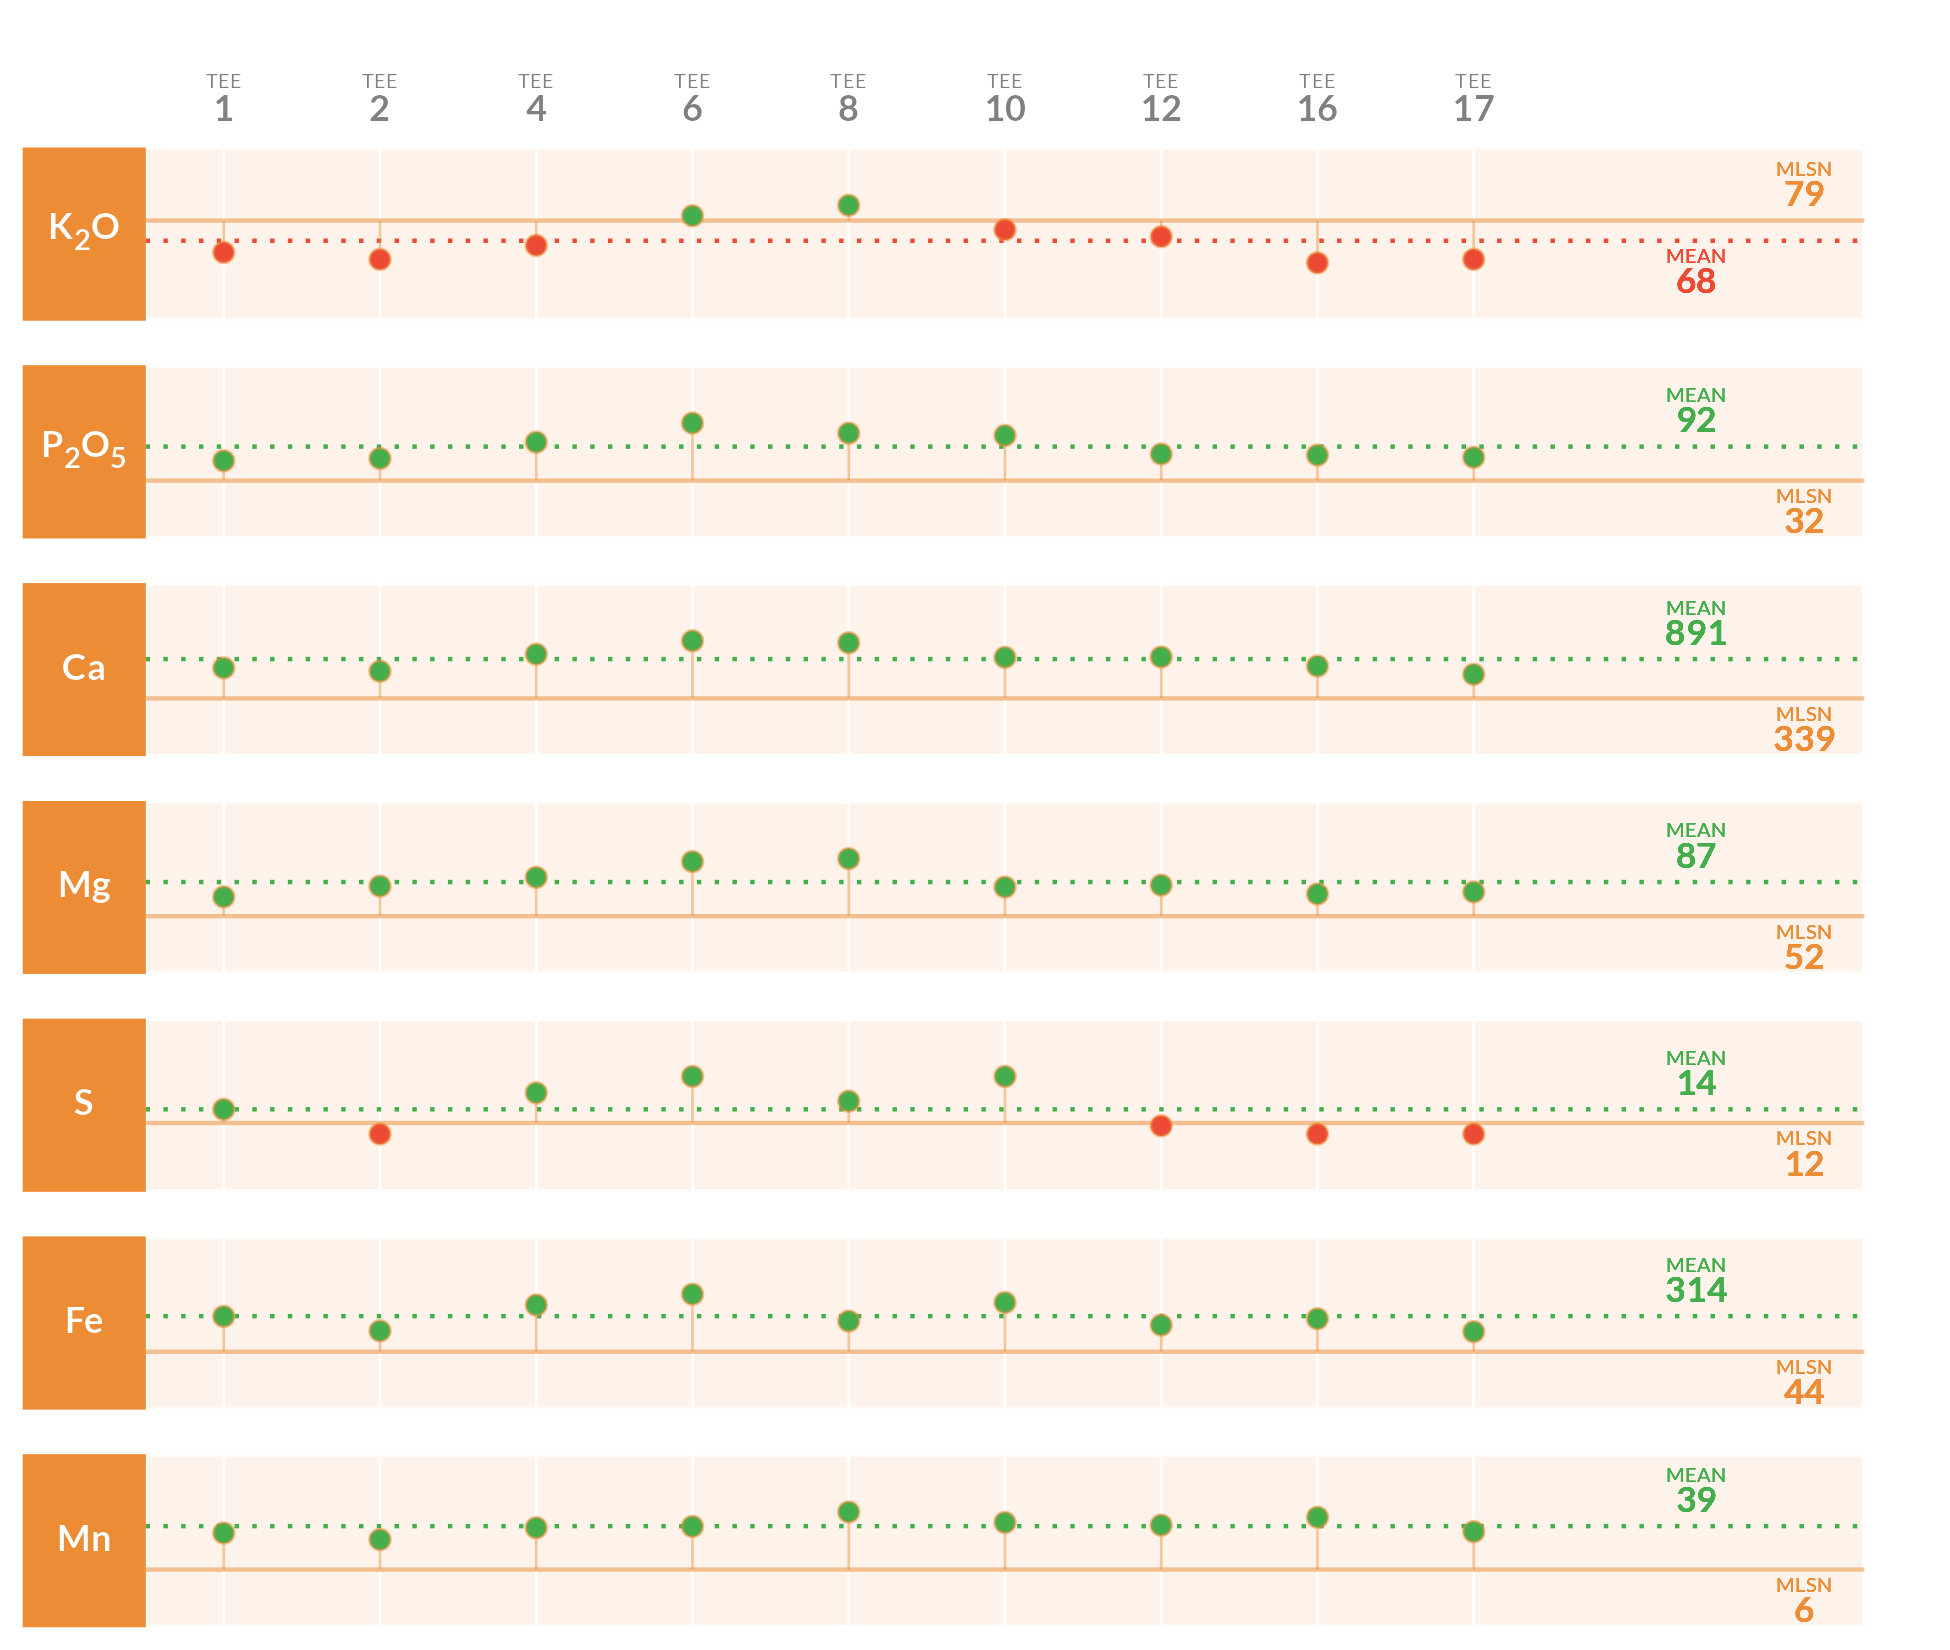 TEE TEE TEE TEE TEE TEE TEE TEE TEE
1 2 4 6 8 10 12 16 17
MLSN
79
K₂O
MEAN
68
MEAN
92
P₂O₅
MLSN
32
MEAN
891
Ca
MLSN
339
MEAN
87
Mg
MLSN
52
MEAN
14
S
MLSN
12
MEAN
314
Fe
MLSN
44
MEAN
39
Mn
MLSN
6